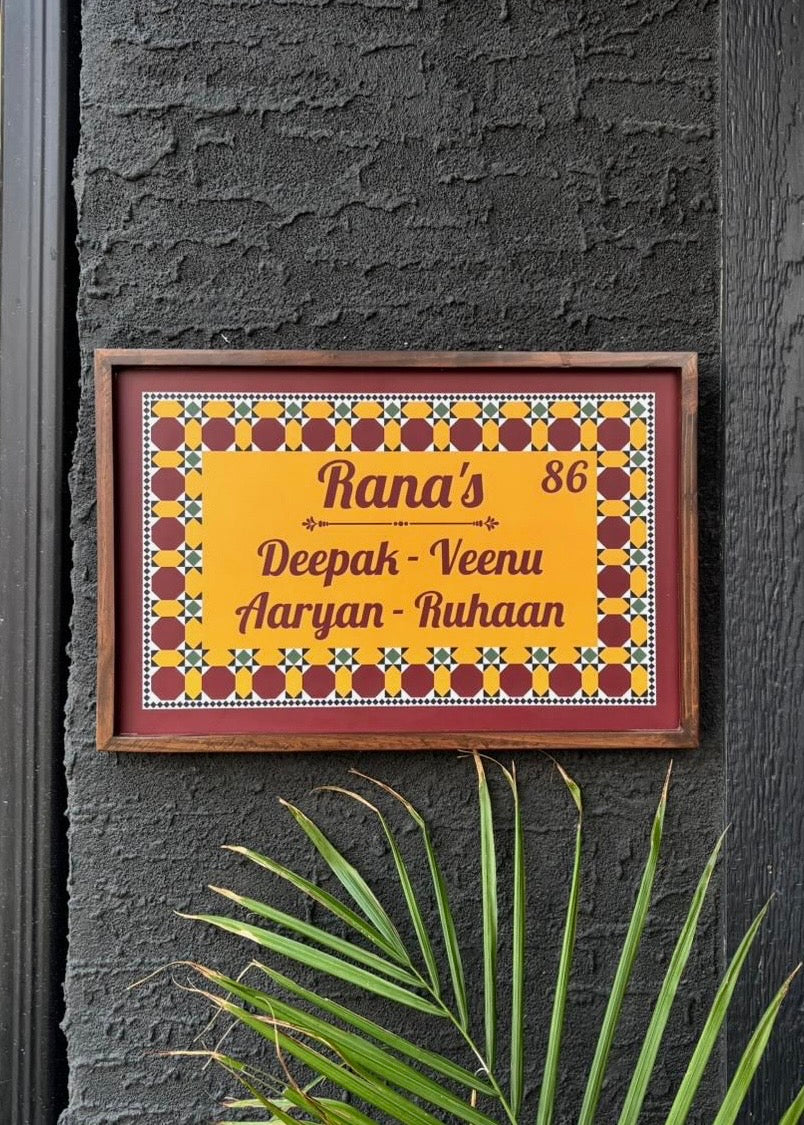 Rana's
86
Deepak - Veenu
Aaryan - Ruhaan